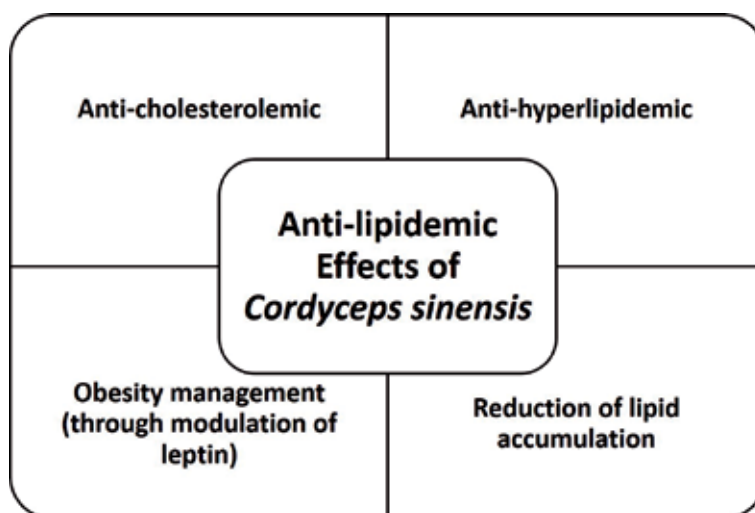 Anti-cholesterolemic
Anti-hyperlipidemic
Anti-lipidemic
Effects of
Cordyceps sinensis
Obesity management
(through modulation of
leptin)
Reduction of lipid
accumulation